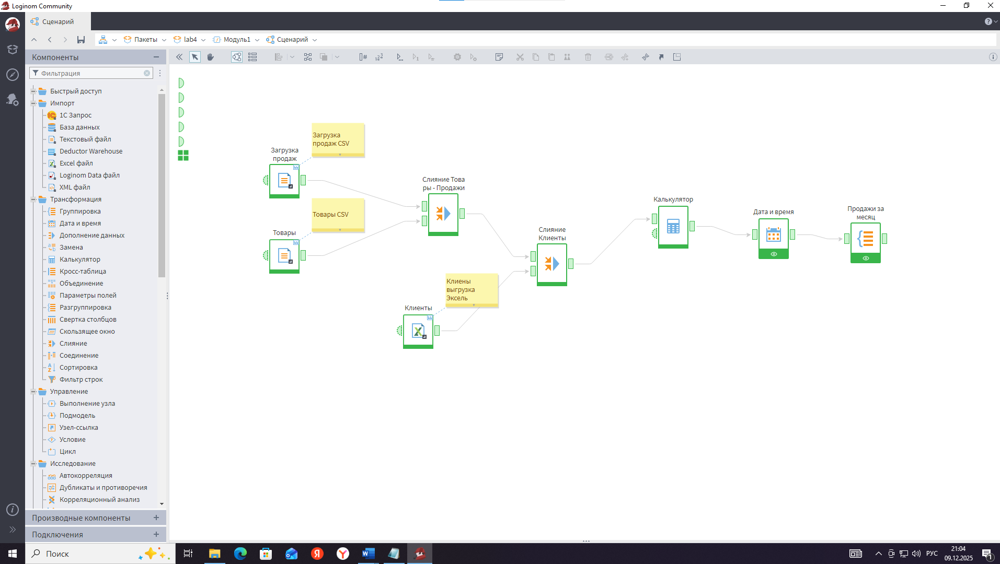 Loginom Community
Сценарий
Пакеты
lab4
Модуль1
Сценарий
Компоненты
Фильтрация
Быстрый доступ
Импорт
1С Запрос
База данных
Текстовый файл
Deductor Warehouse
Excel файл
Loginom Data файл
XML файл
Трансформация
Группировка
Дата и время
Дополнение данных
Замена
Калькулятор
Кросс-таблица
Объединение
Параметры полей
Разгруппировка
Свертка столбцов
Скользящее окно
Слияние
Соединение
Сортировка
Фильтр строк
Управление
Выполнение узла
Подмодель
Узел-ссылка
Условие
Цикл
Исследование
Автокорреляция
Дубликаты и противоречия
Корреляционный анализ
Производные компоненты
Подключения
Загрузка
продаж CSV
Загрузка
продаж
Товары CSV
Товары
Слияние Това
ры - Продажи
Клиены
выгрузка
Эксель
Клиенты
Слияние
Клиенты
Калькулятор
Дата и время
Продажи за
месяц
Поиск
РУС
21:04
09.12.2025
1